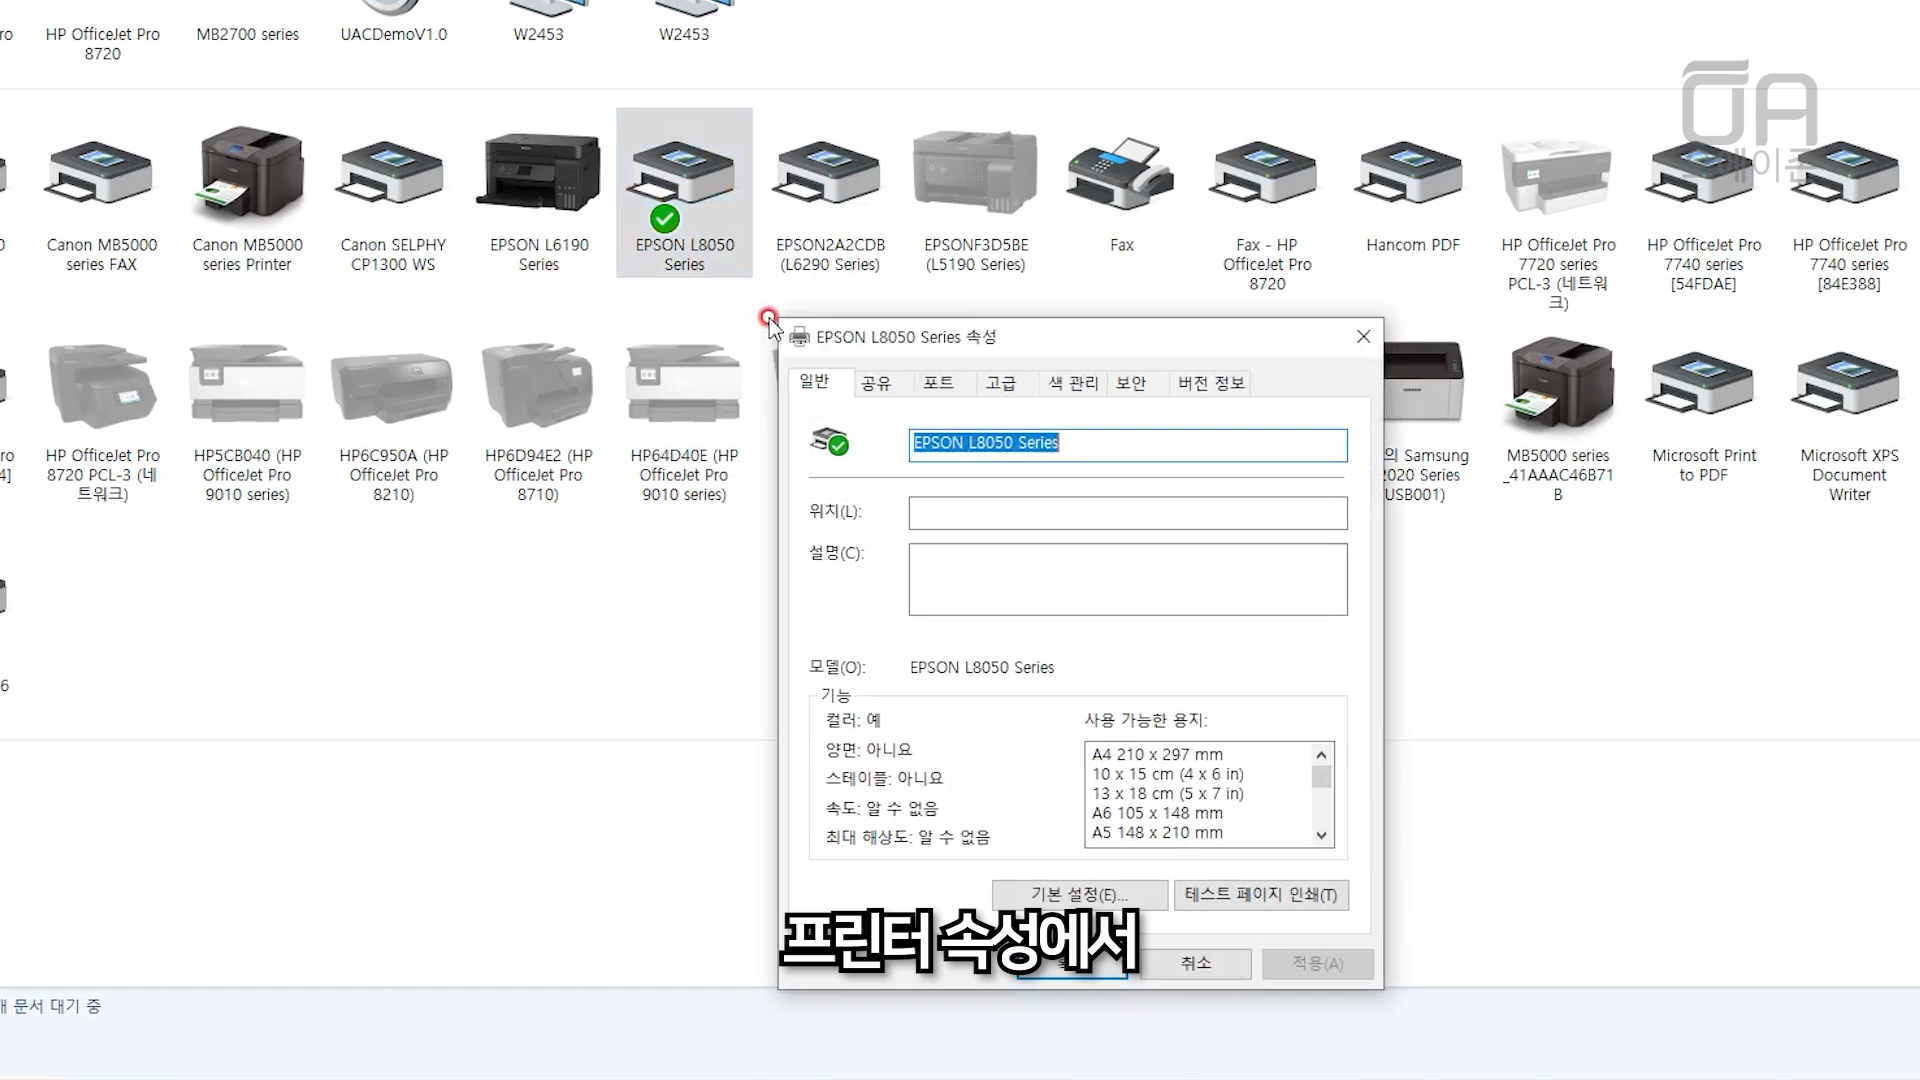 ro
HP OfficeJet Pro
8720
MB2700 series
UACDemoV1.0
W2453
W2453
Canon MB5000
series FAX
Canon MB5000
series Printer
Canon SELPHY
CP1300 WS
EPSON L6190
Series
EPSON L8050
Series
EPSON2A2CDB
(L6290 Series)
EPSONF3D5BE
(L5190 Series)
Fax
Fax - HP
OfficeJet Pro
8720
Hancom PDF
HP OfficeJet Pro
7720 series
PCL-3 (네트워
크)
HP OfficeJet Pro
7740 series
[54FDAE]
HP OfficeJet Pro
7740 series
[84E388]
ro
4]
HP OfficeJet Pro
8720 PCL-3 (네
트워크)
HP5CB040 (HP
OfficeJet Pro
9010 series)
HP6C950A (HP
OfficeJet Pro
8210)
HP6D94E2 (HP
OfficeJet Pro
8710)
HP64D40E (HP
OfficeJet Pro
9010 series)
의 Samsung
2020 Series
USB001)
MB5000 series
_41AAAC46B71
B
Microsoft Print
to PDF
Microsoft XPS
Document
Writer
6
EPSON L8050 Series 속성
일반 공유 포트 고급 색 관리 보안 버전 정보
EPSON L8050 Series
위치(L):
설명(C):
모델(O): EPSON L8050 Series
기능
컬러: 예
양면: 아니요
스테이플: 아니요
속도: 알 수 없음
최대 해상도: 알 수 없음
사용 가능한 용지:
A4 210 x 297 mm
10 x 15 cm (4 x 6 in)
13 x 18 cm (5 x 7 in)
A6 105 x 148 mm
A5 148 x 210 mm
기본 설정(E)... 테스트 페이지 인쇄(T)
프린터 속성에서
취소 적용(A)
문서 대기 중